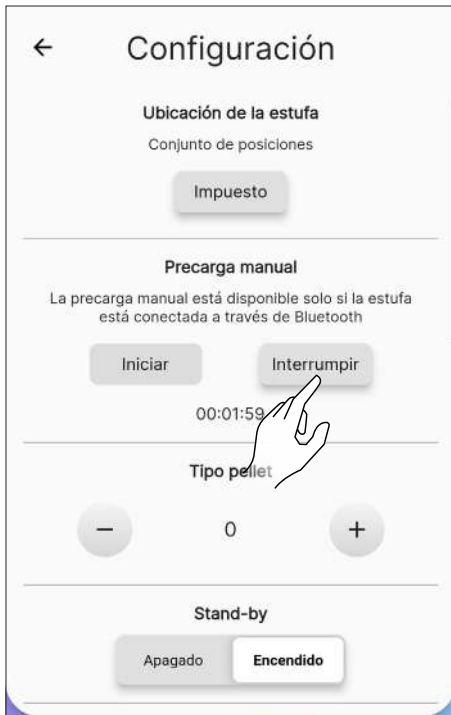 Configuración
Ubicación de la estufa
Conjunto de posiciones
Impuesto
Precarga manual
La precarga manual está disponible solo si la estufa
está conectada a través de Bluetooth
Iniciar Interrumpir
00:01:59
Tipo pellet
− 0 +
Stand-by
Apagado Encendido